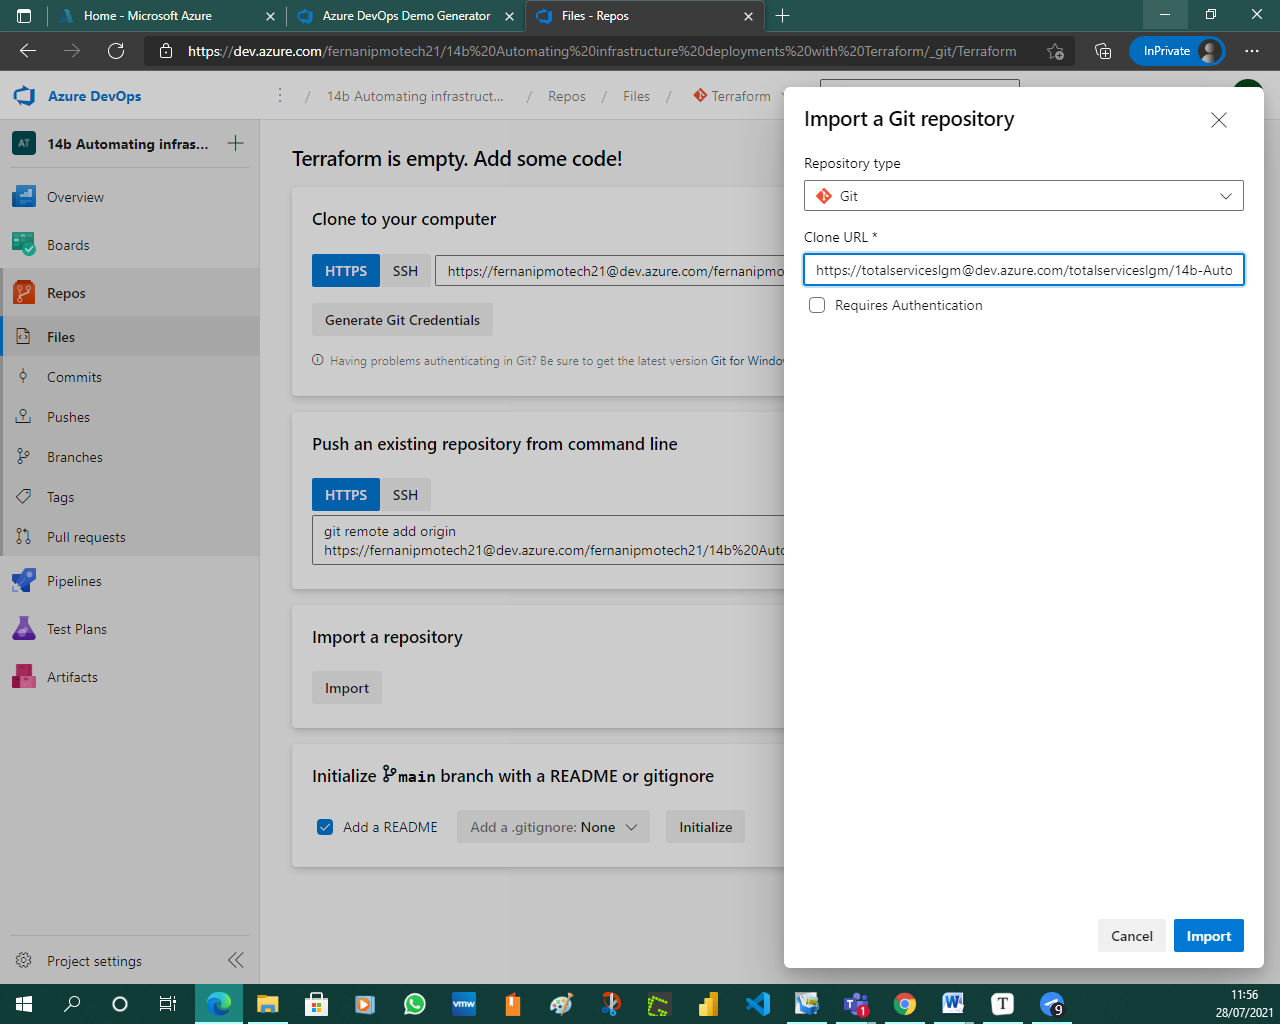 Home - Microsoft Azure
Azure DevOps Demo Generator
Files - Repos
https://dev.azure.com/fernanipmotech21/14b%20Automating%20infrastructure%20deployments%20with%20Terraform/_git/Terraform
InPrivate
Azure DevOps
/ 14b Automating infrastruct... / Repos / Files / Terraform
AT
14b Automating infras...
Overview
Boards
Repos
Files
Commits
Pushes
Branches
Tags
Pull requests
Pipelines
Test Plans
Artifacts
Project settings
Terraform is empty. Add some code!
Clone to your computer
HTTPS
SSH
https://fernanipmotech21@dev.azure.com/fernanipmo
Generate Git Credentials
Having problems authenticating in Git? Be sure to get the latest version Git for Windo
Push an existing repository from command line
HTTPS
SSH
git remote add origin
https://fernanipmotech21@dev.azure.com/fernanipmotech21/14b%20Auto
Import a repository
Import
Initialize main branch with a README or gitignore
Add a README
Add a .gitignore: None
Initialize
Import a Git repository
Repository type
Git
Clone URL *
https://totalserviceslgm@dev.azure.com/totalserviceslgm/14b-Auto
Requires Authentication
Cancel
Import
vmw
1
W
T
9
11:56
28/07/2021